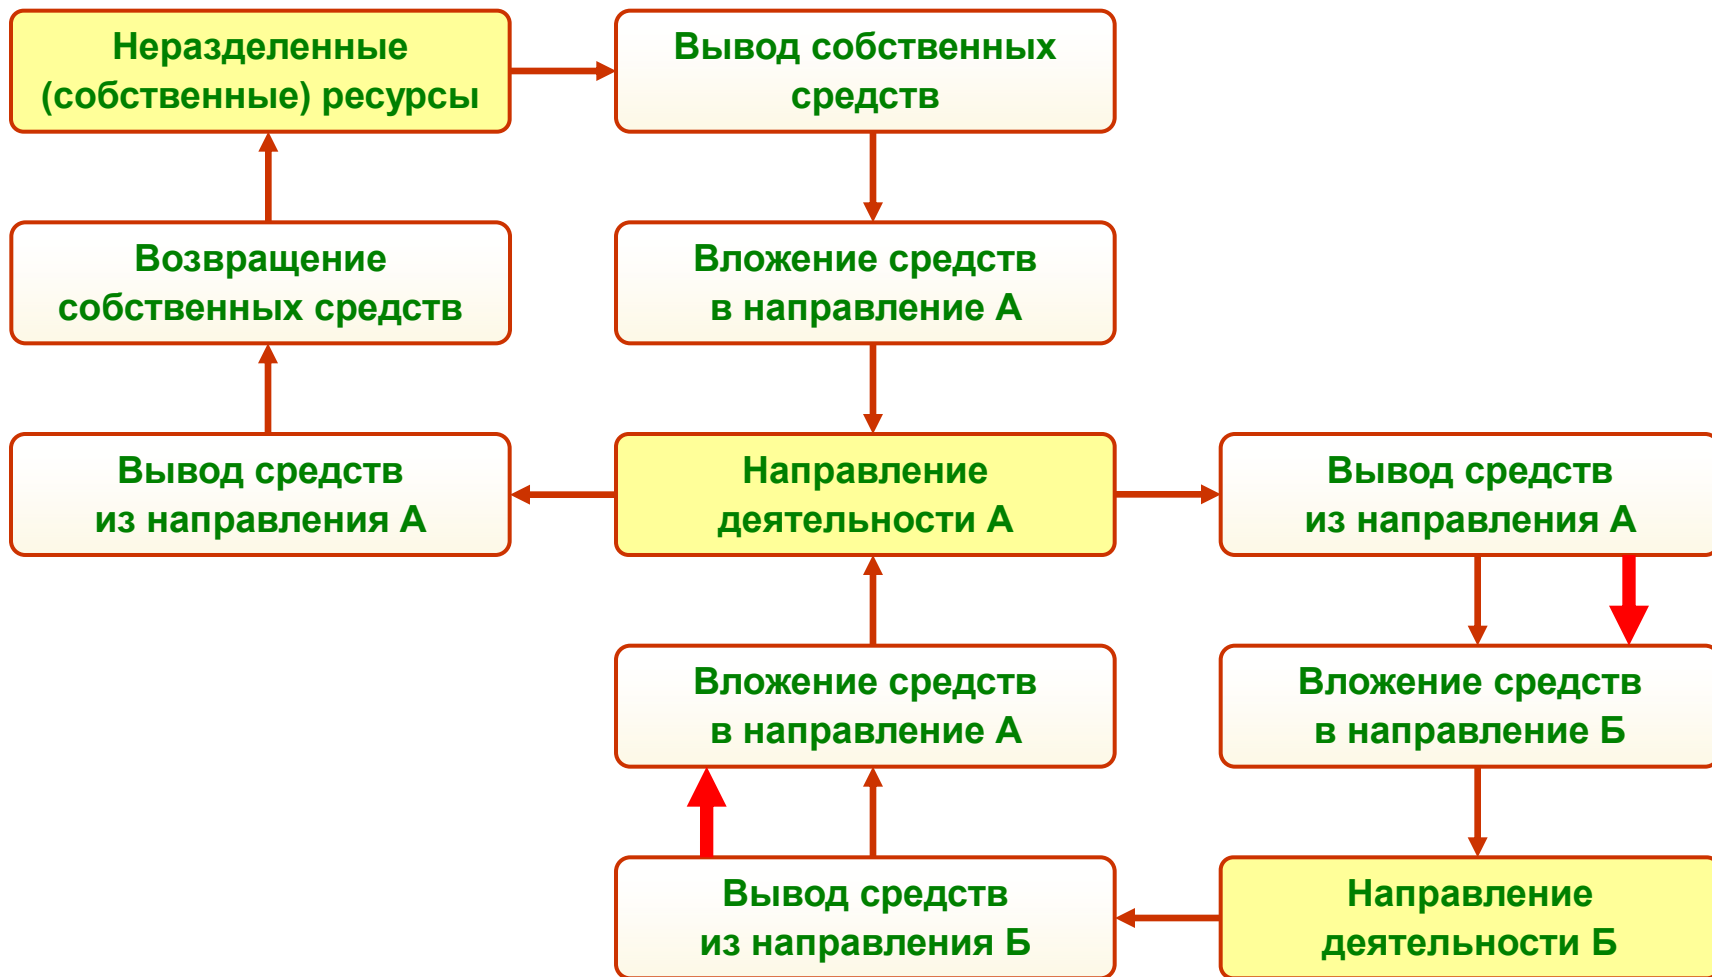 Неразделенные
(собственные) ресурсы
Вывод собственных
средств
Возвращение
собственных средств
Вложение средств
в направление А
Вывод средств
из направления А
Направление
деятельности А
Вывод средств
из направления А
Вложение средств
в направление А
Вложение средств
в направление Б
Вывод средств
из направления Б
Направление
деятельности Б